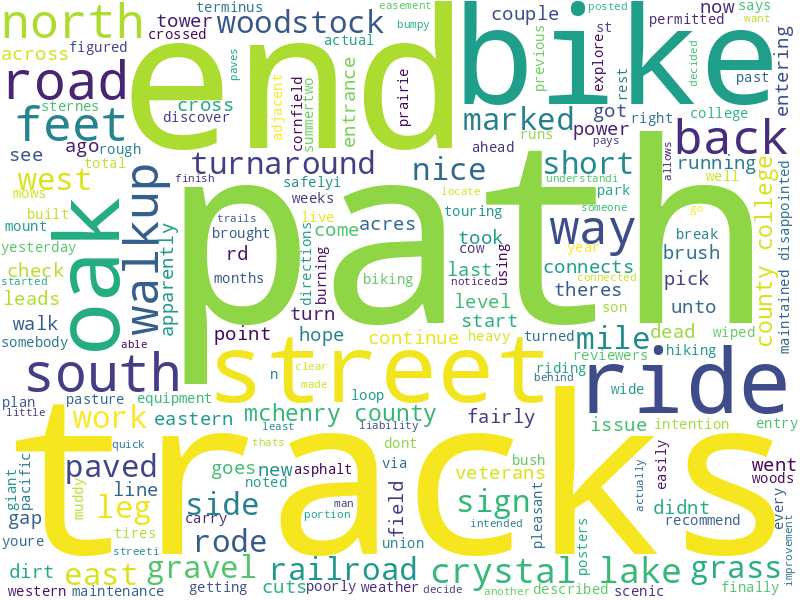 terminus
easement
posted
now says
north
tower
woodstock
bumpy
couple
st
permitted
want
end
bike
across
figured
crossed
actual
road
paves
previous
explore
rest
decided
past
entering
feet
sternes
cross
discover
adjacent
cornfield
summertwo
entrance
prairie
marked
got
right
college
see
ago
rough
power
back
west
total
turnaround
nice
ahead
runs
pays
short
allows
running
mows
built
walkup
finish
safelyi
live
locate
understandi
park
well
oak
mount
trails
weeks
touring
someone
go
county college
yesterday
apparently
brought
come
acres
took
way
year
break
maintained disappointed
check
rd
directions
burning
cow
using
connects
brush
started
months
biking
last
noticed
theres
connected
pick
leads
path
level
son
unto
walk
turn
start
somebody
able
point
hope
continue
heavy
turned
mile
dead
wiped
south
street
reviewers
hiking
n
clear
riding
behind
ride
plan
pasture
equipment
made
loop
wide
posted
little
work
eastern
mchenry county
fairly
issue
intention
entry
tracks
quick
least
liability
thats
dont
paved
goes
new
asphalt
via
bush
veterans
didnt
went
giant
pacific
muddy
line
noted
easily
woods
gap
leg
side
carry
man
field
sign
pleasant
actually
recommend
every
youre
tires
portion
intended
posters
streeti
rode
union
improvement
dirt
east
gravel
railroad
crystal lake
grass
western
maintenance
getting
cuts
poorly
weather
decide
another
described
scenic
finally